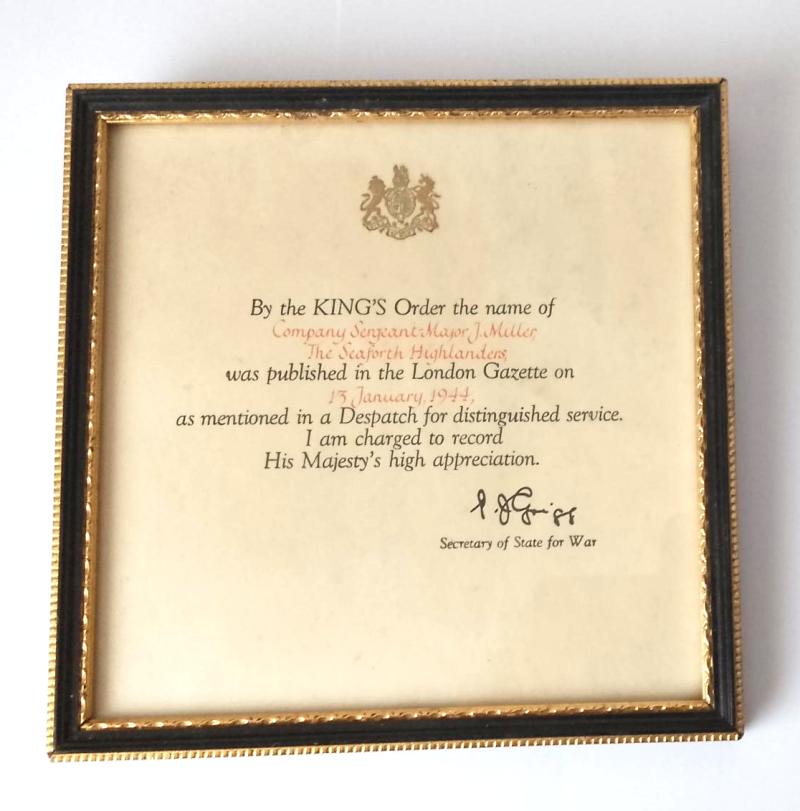 By the KING'S Order the name of
Company Sergeant-Major J. Miller,
The Seaforth Highlanders,
was published in the London Gazette on
13 January, 1944,
as mentioned in a Despatch for distinguished service.
I am charged to record
His Majesty's high appreciation.
P. J. Grigg
Secretary of State for War